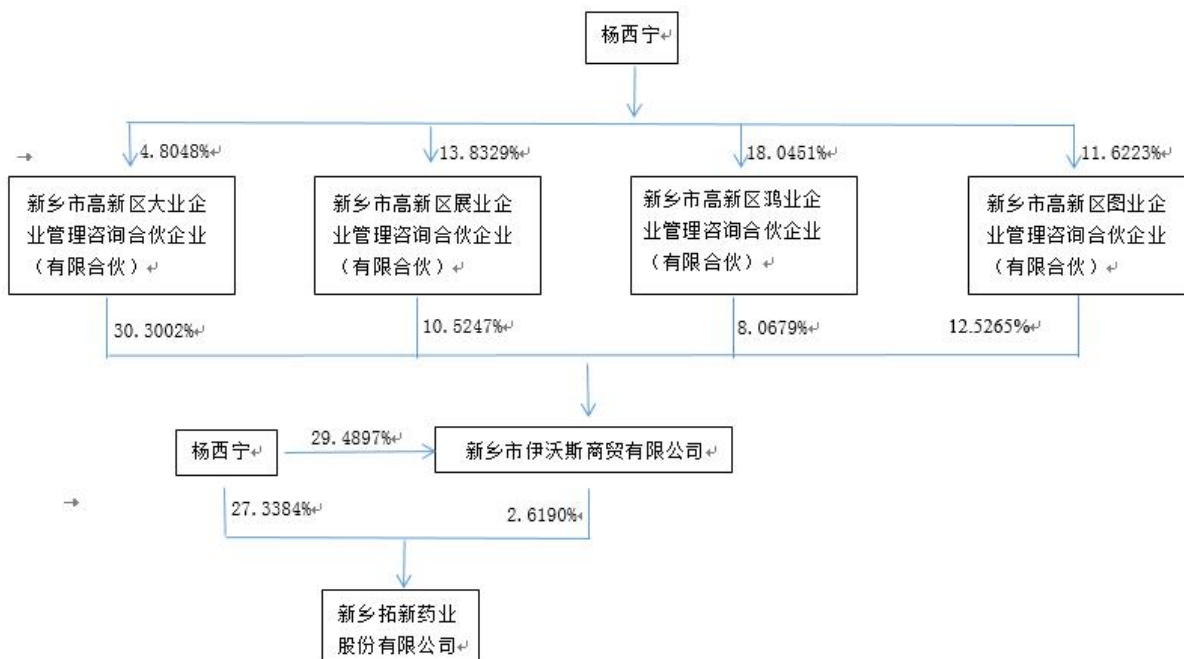 杨西宁
4.8048%
13.8329%
18.0451%
11.6223%
新乡市高新区大业企
业管理咨询合伙企业
（有限合伙）
新乡市高新区展业企
业管理咨询合伙企业
（有限合伙）
新乡市高新区鸿业企
业管理咨询合伙企业
（有限合伙）
新乡市高新区图业企
业管理咨询合伙企业
（有限合伙）
30.3002%
10.5247%
8.0679%
12.5265%
杨西宁
29.4897%
新乡市伊沃斯商贸有限公司
27.3384%
2.6190%
新乡拓新药业
股份有限公司